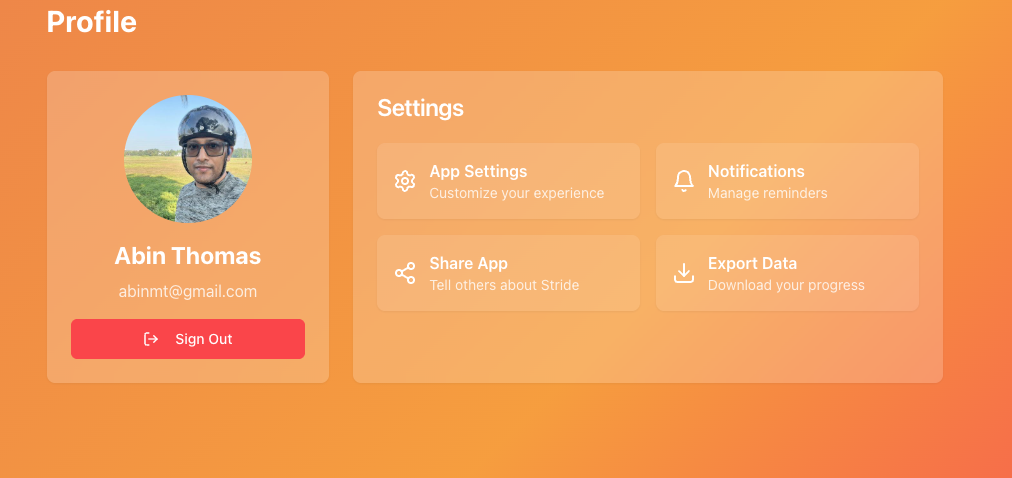 Profile
Abin Thomas
abinmt@gmail.com
Sign Out
Settings
App Settings
Customize your experience
Notifications
Manage reminders
Share App
Tell others about Stride
Export Data
Download your progress